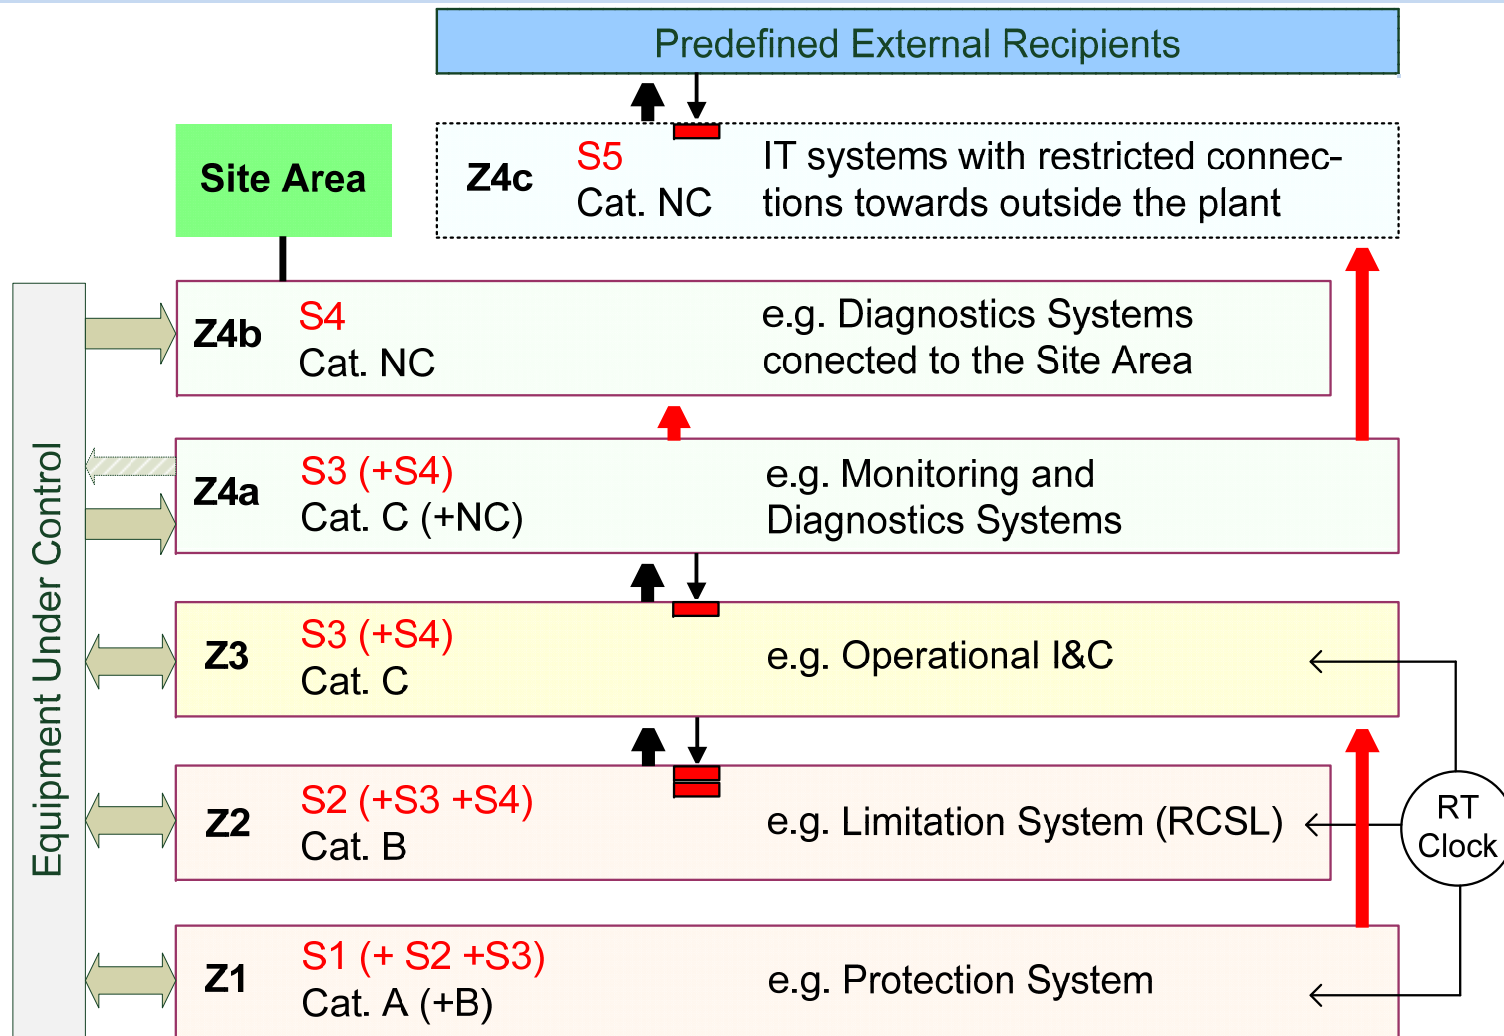 Predefined External Recipients
Site Area
Z4c
S5
Cat. NC
IT systems with restricted connec-
tions towards outside the plant
Z4b
S4
Cat. NC
e.g. Diagnostics Systems
conected to the Site Area
Equipment Under Control
Z4a
S3 (+S4)
Cat. C (+NC)
e.g. Monitoring and
Diagnostics Systems
Z3
S3 (+S4)
Cat. C
e.g. Operational I&C
Z2
S2 (+S3 +S4)
Cat. B
e.g. Limitation System (RCSL)
RT
Clock
Z1
S1 (+ S2 +S3)
Cat. A (+B)
e.g. Protection System